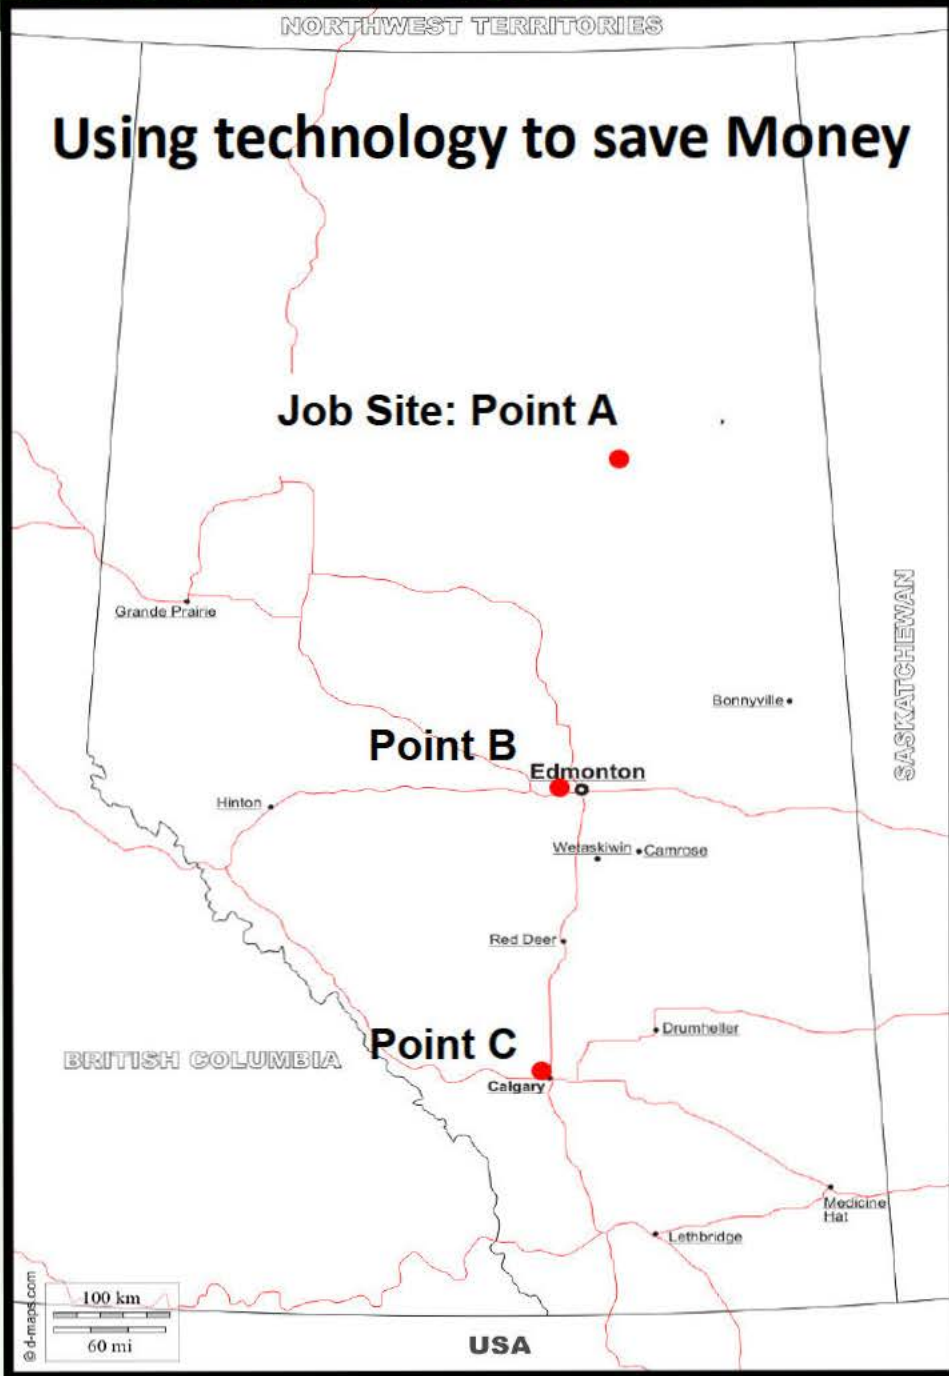 NORTHWEST TERRITORIES
Using technology to save Money
Job Site: Point A
Grande Prairie
SASKATCHEWAN
Bonnyville
Point B
Edmonton
Hinton
Wetaskiwin
Camrose
Red Deer
Drumheller
Point C
BRITISH COLUMBIA
Calgary
Medicine
Hat
Lethbridge
© d-maps.com
100 km
60 mi
USA